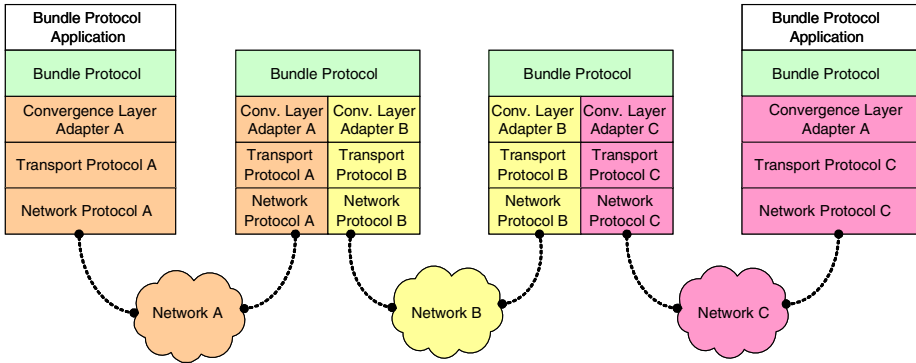 Bundle Protocol
Application
Bundle Protocol
Convergence Layer
Adapter A
Transport Protocol A
Network Protocol A
Bundle Protocol
Conv. Layer
Adapter A
Conv. Layer
Adapter B
Transport
Protocol A
Transport
Protocol B
Network
Protocol A
Network
Protocol B
Bundle Protocol
Conv. Layer
Adapter B
Conv. Layer
Adapter C
Transport
Protocol B
Transport
Protocol C
Network
Protocol B
Network
Protocol C
Bundle Protocol
Application
Bundle Protocol
Convergence Layer
Adapter A
Transport Protocol C
Network Protocol C
Network A
Network B
Network C